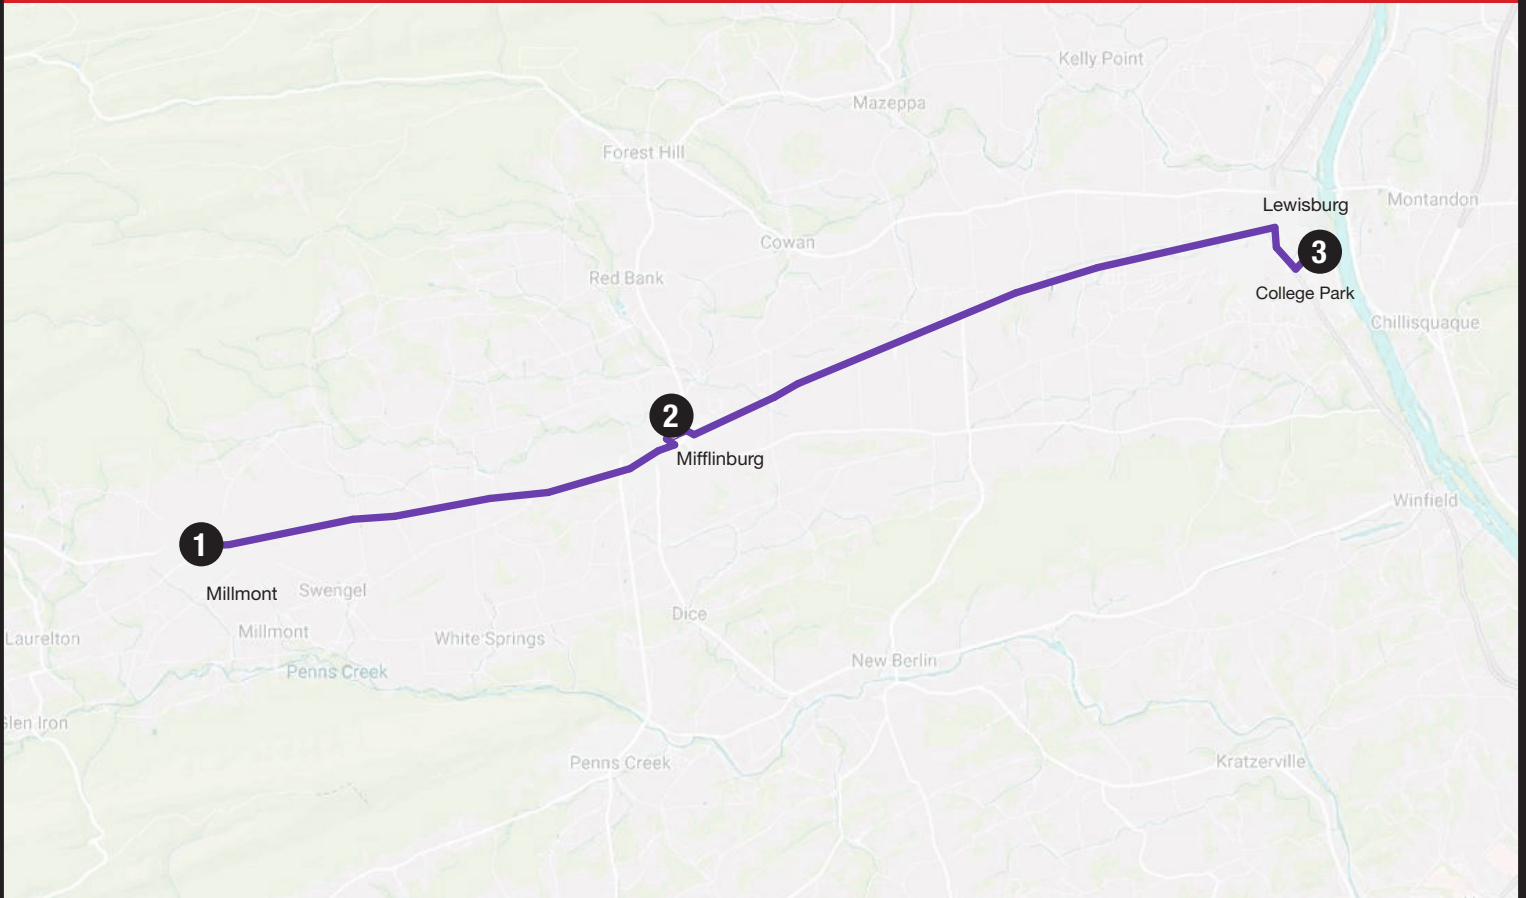 Kelly Point
Mazeppa
Forest Hill
Lewisburg
Montandon
Cowan
3
Red Bank
College Park
Chillisquaque
2
Mifflinburg
Winfield
1
Millmont
Swengel
Dice
Millmont
Laurelton
White Springs
New Berlin
Penns Creek
Glen Iron
Penns Creek
Kratzerville